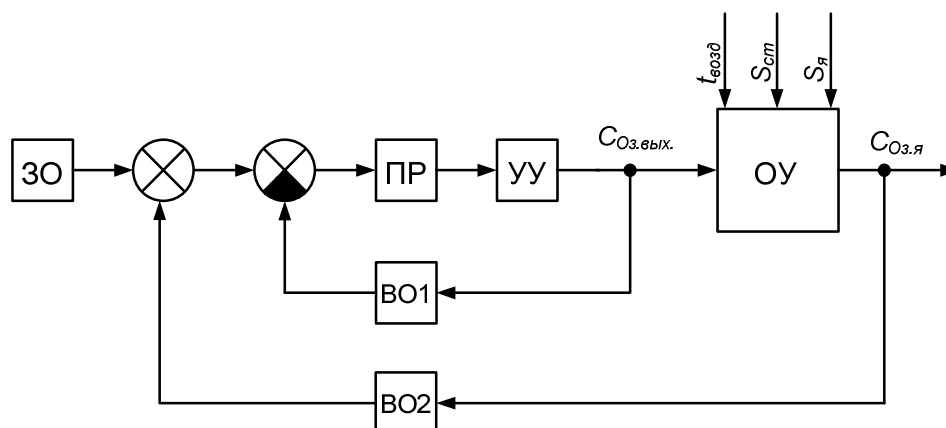 tвозд
Sст
Sя
CОз.вых.
CОз.я
ЗО
ПР
УУ
ОУ
ВО1
ВО2